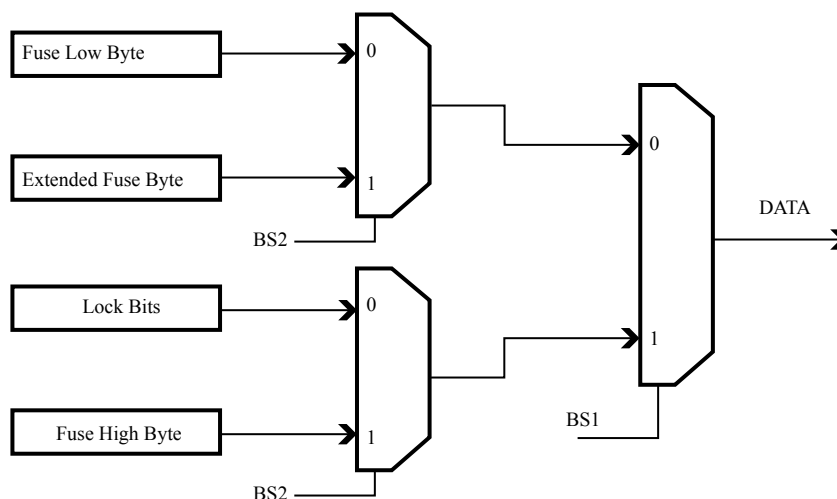 Fuse Low Byte
0
Extended Fuse Byte
1
BS2
0
DATA
Lock Bits
0
1
Fuse High Byte
1
BS1
BS2